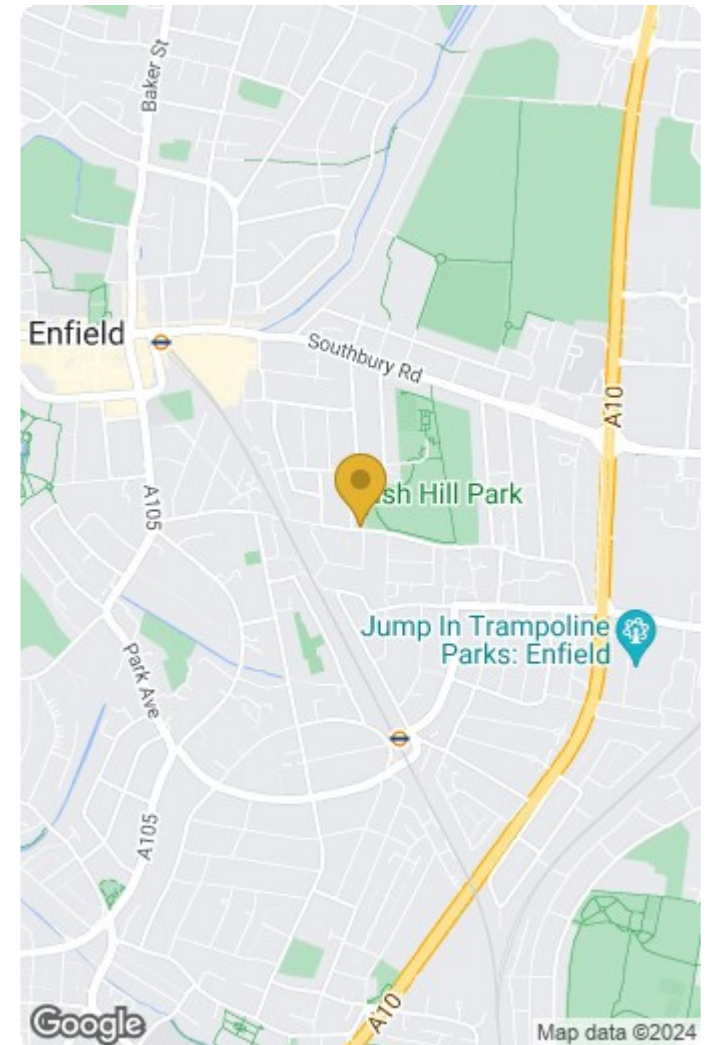 Baker St
Enfield
Southbury Rd
A10
ush Hill Park
A105
Jump In Trampoline
Parks: Enfield
Park Ave
A105
A10
Google
Map data ©2024